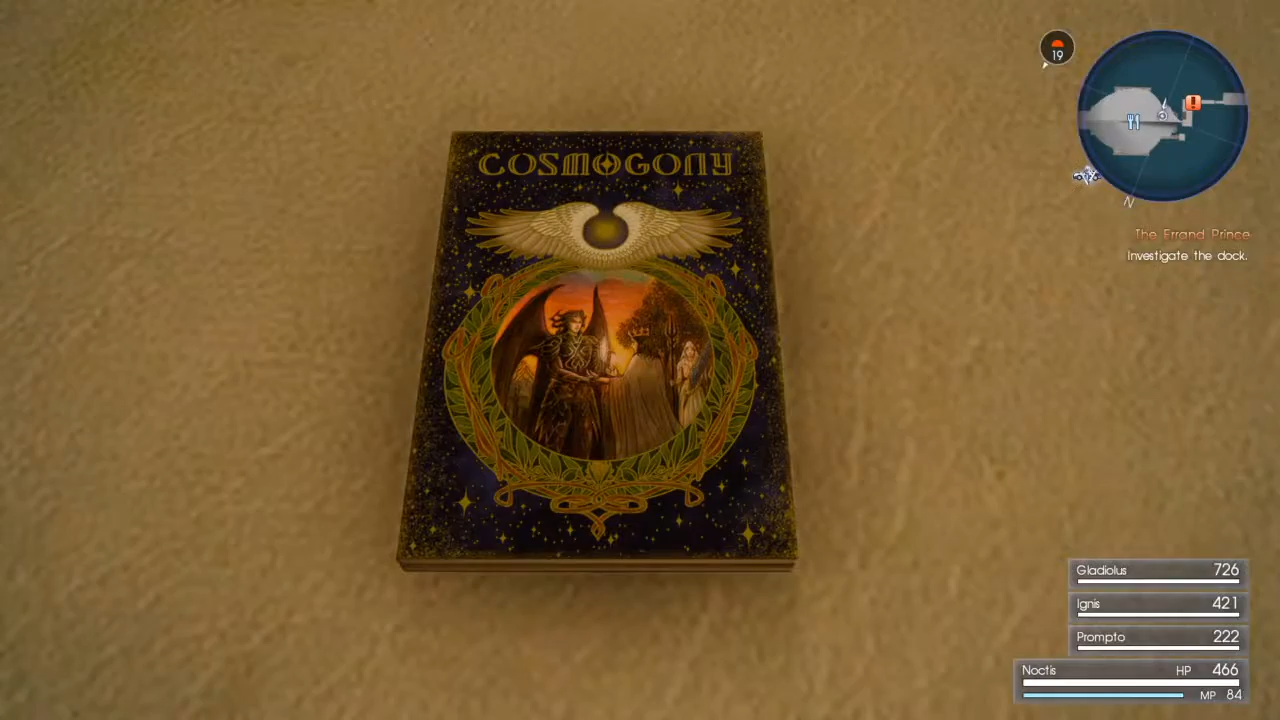 COSMOGONY
19
N
The Errand Prince
Investigate the dock.
Gladiolus 726
Ignis 421
Prompto 222
Noctis HP 466
MP 84